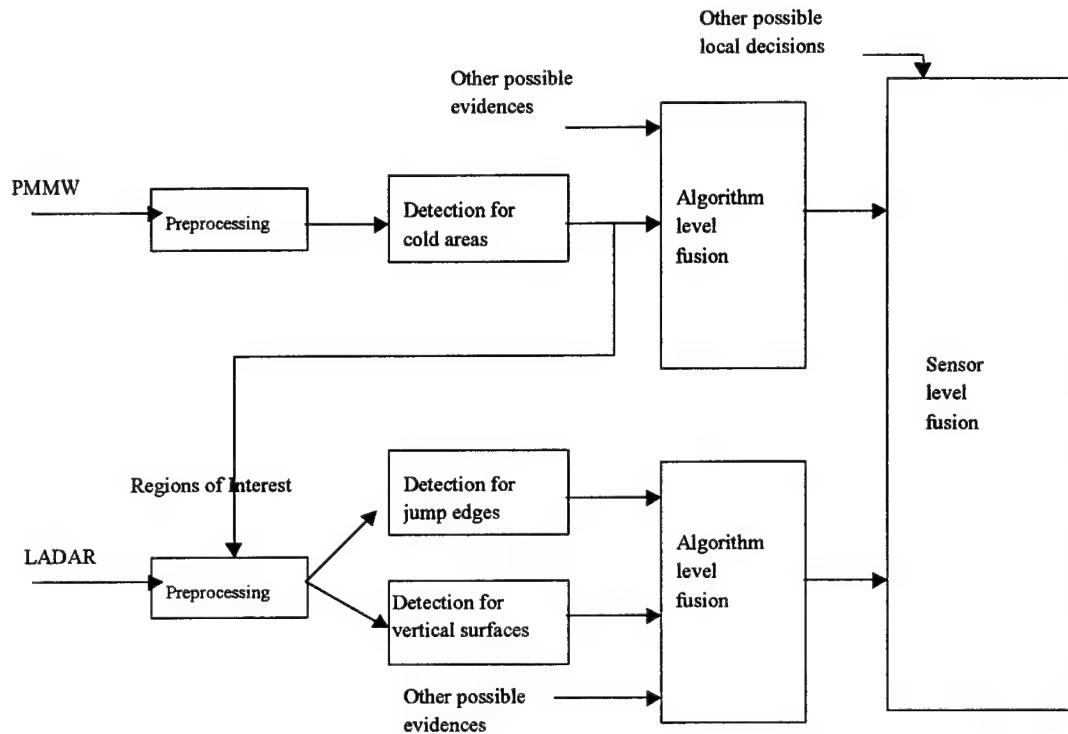 Other possible
local decisions
Other possible
evidences
PMMW
Preprocessing
Detection for
cold areas
Algorithm
level
fusion
Sensor
level
fusion
Regions of Interest
LADAR
Preprocessing
Detection for
jump edges
Detection for
vertical surfaces
Algorithm
level
fusion
Other possible
evidences